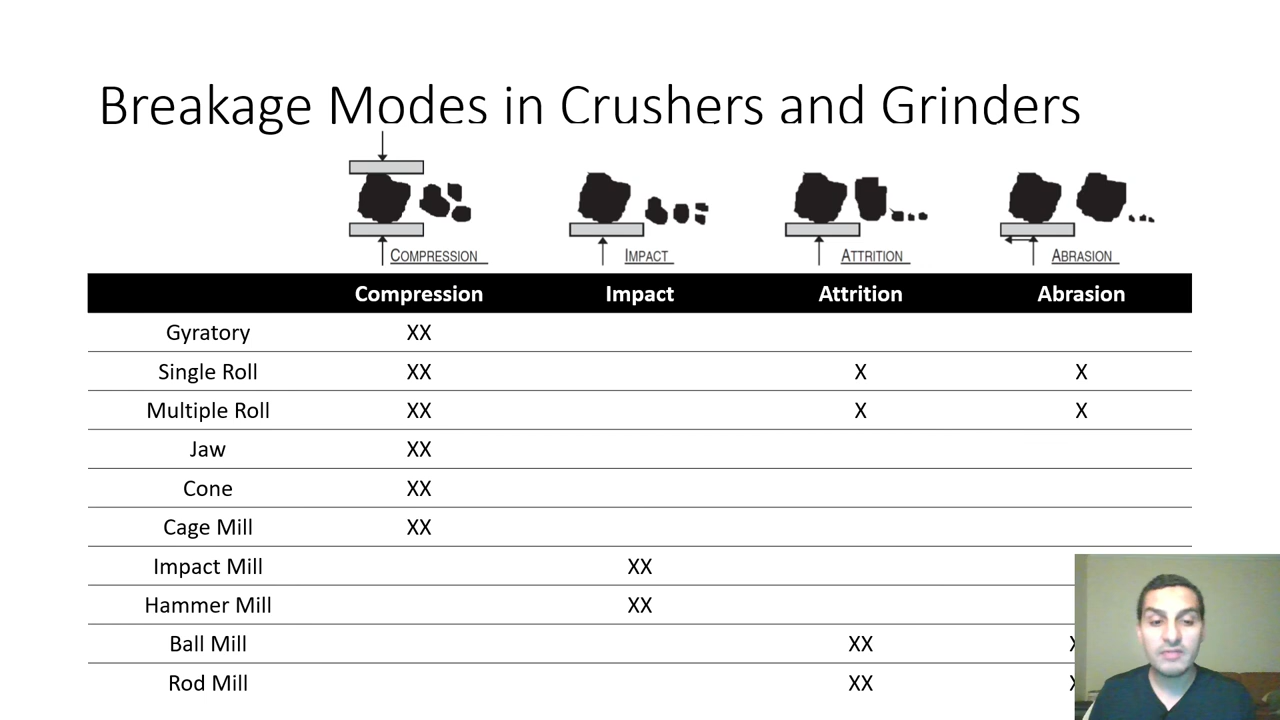 Breakage Modes in Crushers and Grinders
COMPRESSION IMPACT ATTRITION ABRASION
Compression Impact Attrition Abrasion
Gyratory XX
Single Roll XX X X
Multiple Roll XX X X
Jaw XX
Cone XX
Cage Mill XX
Impact Mill XX
Hammer Mill XX
Ball Mill XX
Rod Mill XX